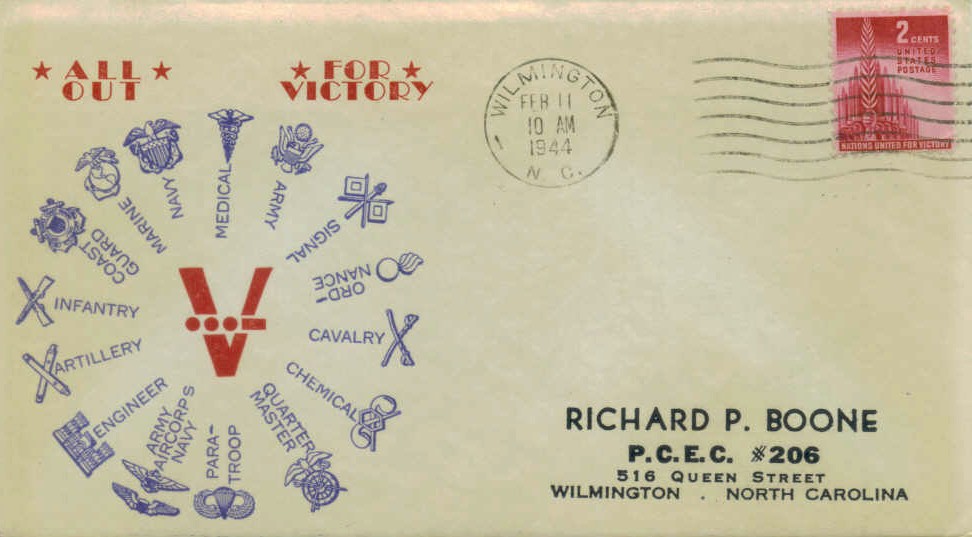 ★ ALL ★
OUT
★ FOR ★
VICTORY
WILMINGTON
FEB 11
10 AM
1944
N. C.
2 CENTS
UNITED
STATES
POSTAGE
NATIONS UNITED FOR VICTORY
MEDICAL
ARMY
SIGNAL
ORD-
NANCE
CAVALRY
CHEMICAL
QUARTER
MASTER
PARA-
TROOP
ARMY
AIRCORPS
NAVY
ENGINEER
ARTILLERY
INFANTRY
COAST
GUARD
MARINE
NAVY
V
RICHARD P. BOONE
P.C.E.C. #206
516 QUEEN STREET
WILMINGTON . NORTH CAROLINA